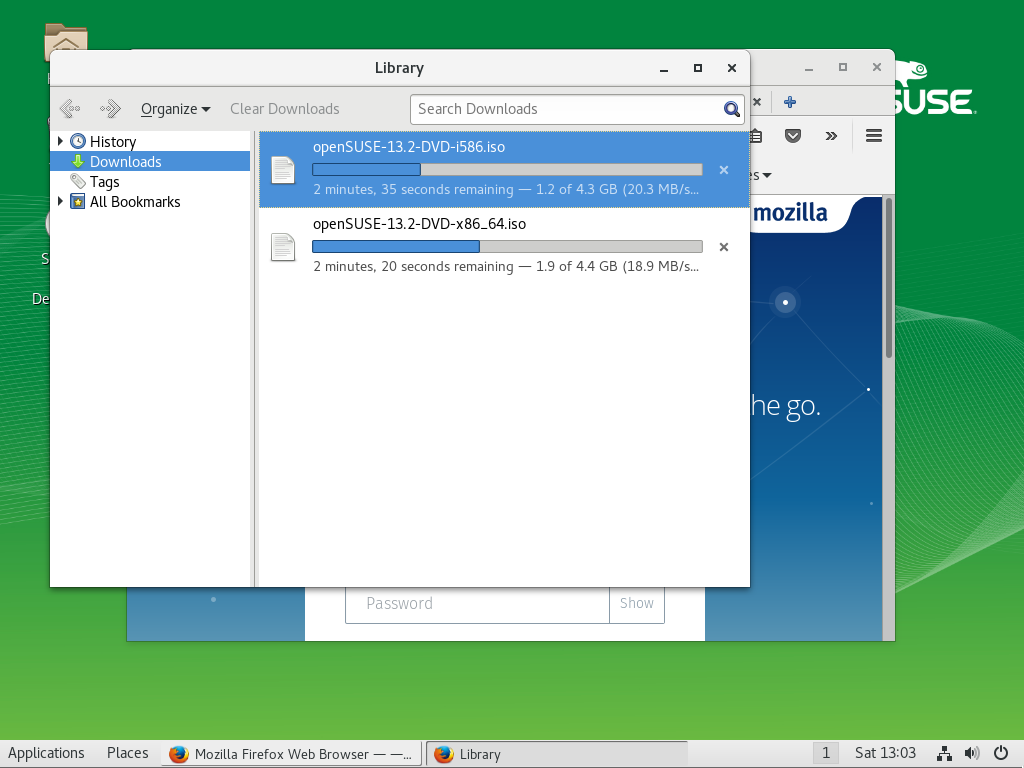 Library
Organize
Clear Downloads
Search Downloads
History
Downloads
Tags
All Bookmarks
openSUSE-13.2-DVD-i586.iso
2 minutes, 35 seconds remaining — 1.2 of 4.3 GB (20.3 MB/s...
openSUSE-13.2-DVD-x86_64.iso
2 minutes, 20 seconds remaining — 1.9 of 4.4 GB (18.9 MB/s...
mozilla
he go.
Password
Show
De
SUSE
Applications
Places
Mozilla Firefox Web Browser — —...
Library
1
Sat 13:03